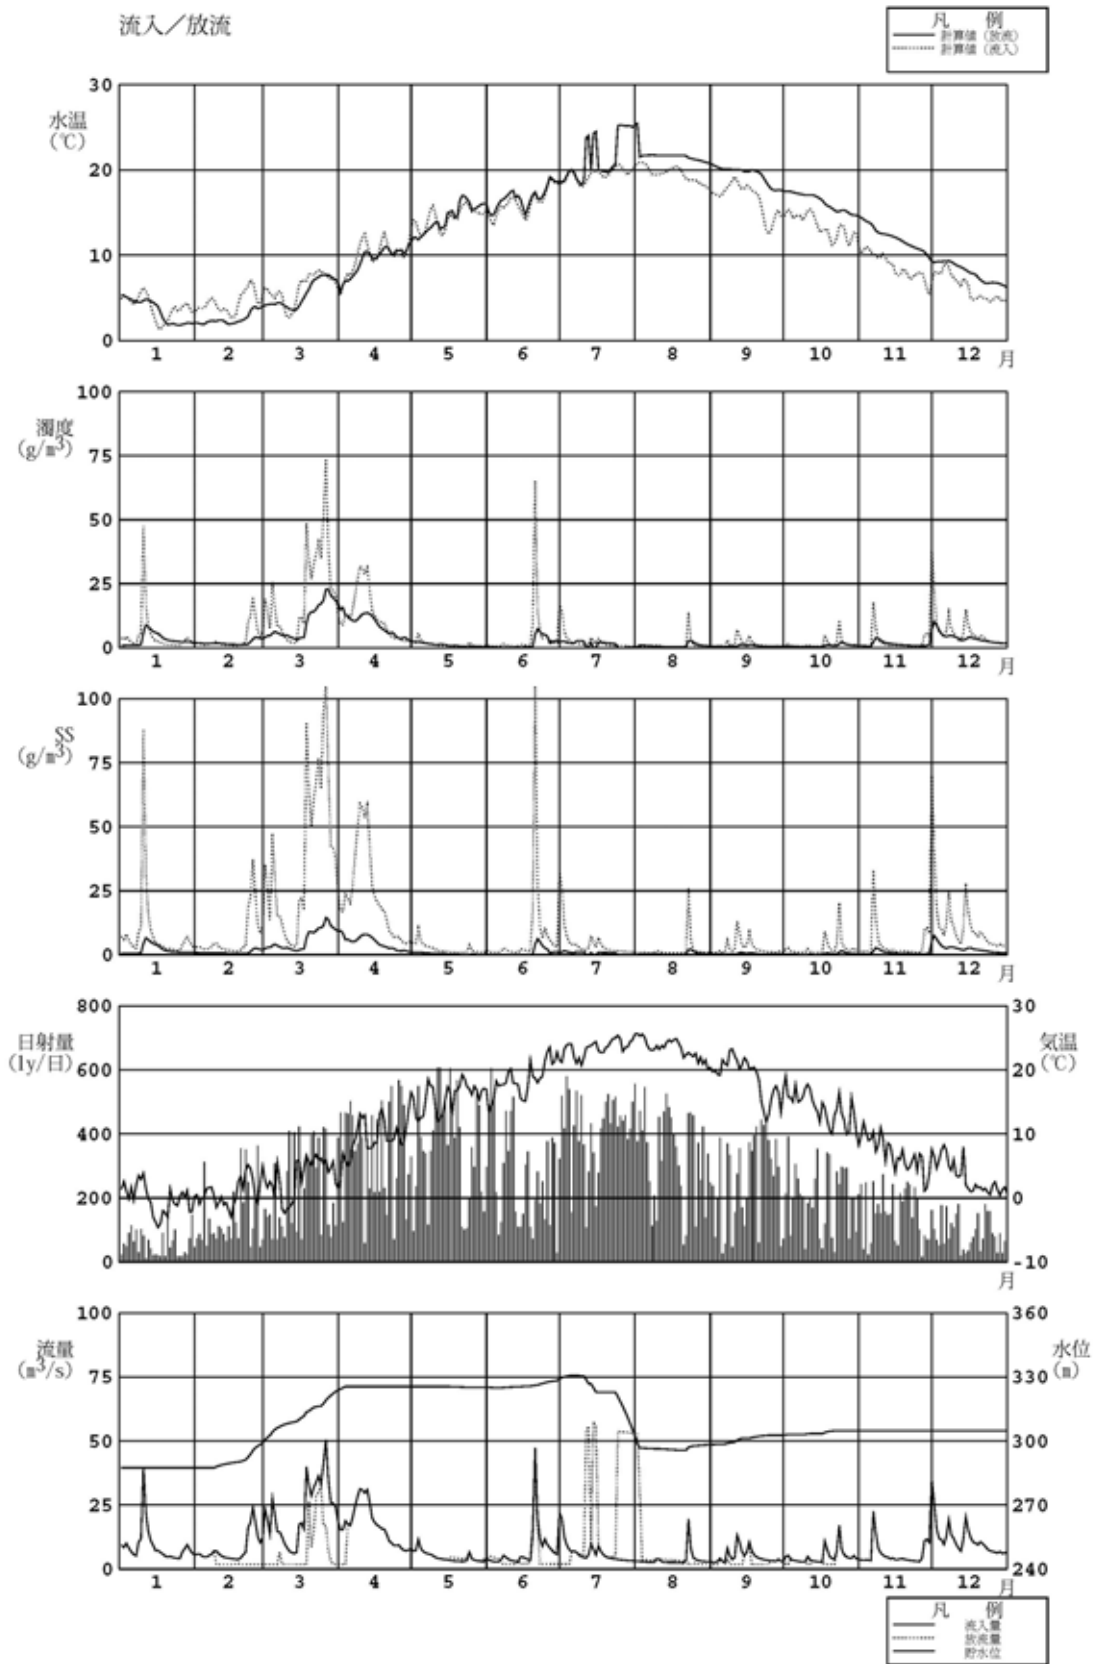 流入／放流
凡 例
計算値（放流）
計算値（流入）
水温
(℃)
30
20
10
0
1 2 3 4 5 6 7 8 9 10 11 12 月
濁度
(g/m3)
100
75
50
25
0
1 2 3 4 5 6 7 8 9 10 11 12 月
SS
(g/m3)
100
75
50
25
0
1 2 3 4 5 6 7 8 9 10 11 12 月
日射量
(ly/日)
800
600
400
200
0
気温
(℃)
30
20
10
0
-10
月
流量
(m3/s)
100
75
50
25
0
水位
(m)
360
330
300
270
240
1 2 3 4 5 6 7 8 9 10 11 12 月
凡 例
流入量
放流量
貯水位